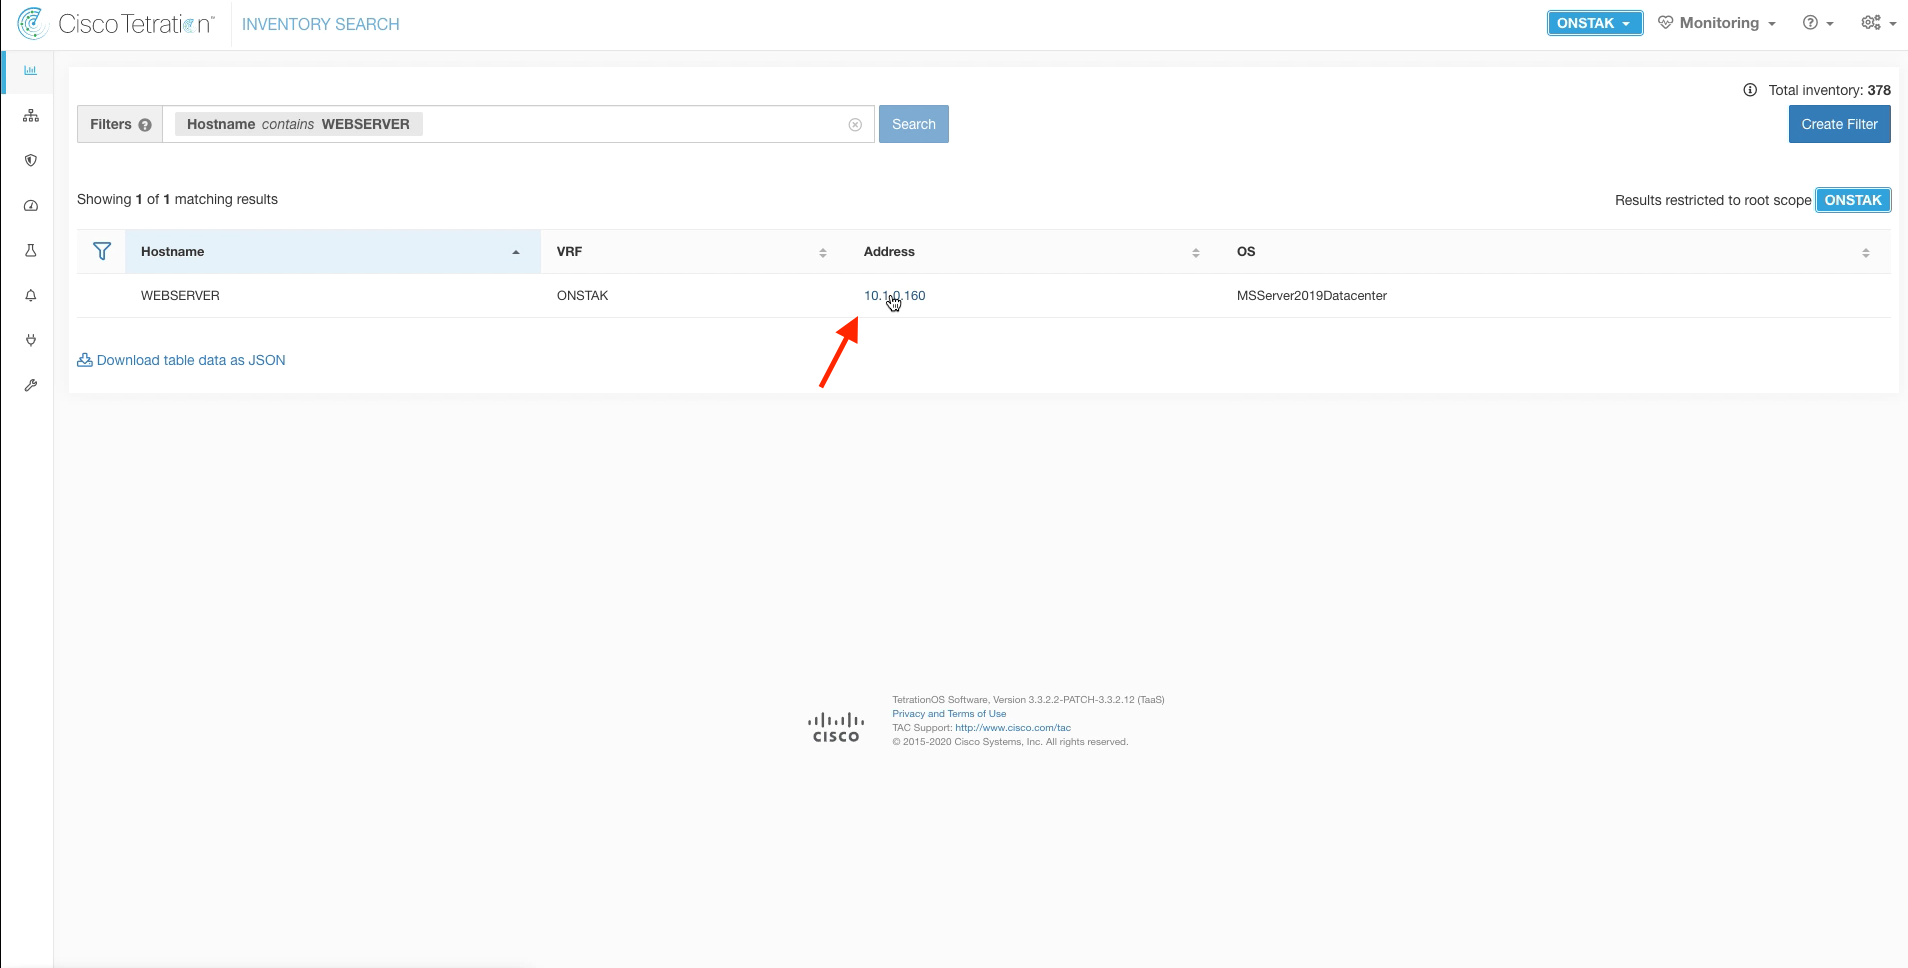 Cisco Tetration™ INVENTORY SEARCH ONSTAK Monitoring
Total inventory: 378
Filters Hostname contains WEBSERVER Search Create Filter
Showing 1 of 1 matching results Results restricted to root scope ONSTAK
Hostname VRF Address OS
WEBSERVER ONSTAK 10.1.0.160 MSServer2019Datacenter
Download table data as JSON
TetrationOS Software, Version 3.3.2.2-PATCH-3.3.2.12 (TaaS)
Privacy and Terms of Use
TAC Support: http://www.cisco.com/tac
© 2015-2020 Cisco Systems, Inc. All rights reserved.
CISCO